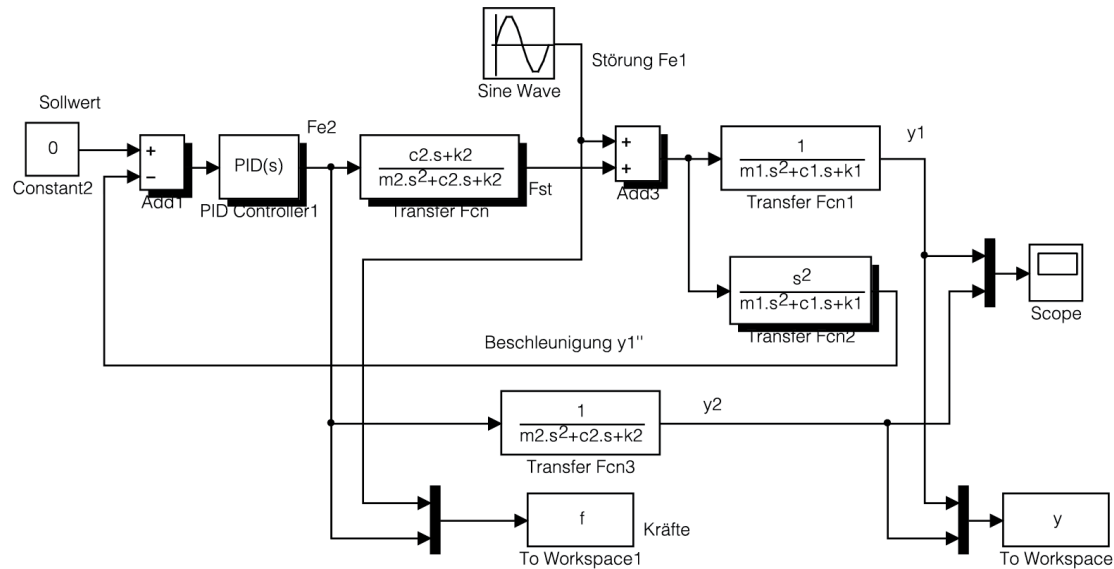 Störung Fe1
Sine Wave
Sollwert
0
Constant2
+
−
Add1
PID(s)
PID Controller1
Fe2
c2.s+k2
m2.s²+c2.s+k2
Transfer Fcn
Fst
+
+
Add3
1
m1.s²+c1.s+k1
Transfer Fcn1
y1
s²
m1.s²+c1.s+k1
Transfer Fcn2
Scope
Beschleunigung y1''
1
m2.s²+c2.s+k2
Transfer Fcn3
y2
f
To Workspace1
Kräfte
y
To Workspace